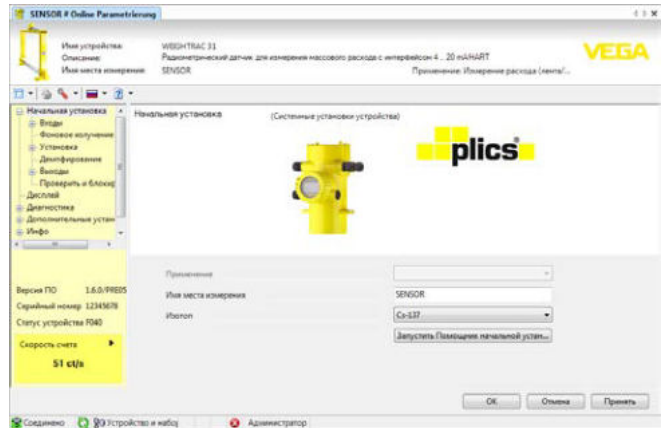 SENSOR # Online Parametrierung
Имя устройства: WEIGHTRAC 31
Описание: Радиометрический датчик для измерения массового расхода с интерфейсом 4 .. 20 mA/HART
Имя места измерения: SENSOR
Применение: Измерение расхода (лента/...
VEGA
Начальная установка
Входы
Фоновое излучение
Установка
Демпфирование
Выходы
Проверить и блокир
Дисплей
Диагностика
Дополнительные устан
Инфо
Начальная установка
(Системные установки устройства)
plics
Версия ПО 1.6.0/PRE05
Серийный номер 12345678
Статус устройства F040
Скорость счета
51 ct/s
Применение
Имя места измерения SENSOR
Изотоп Cs-137
Запустить Помощник начальной устан...
OK Отмена Принять
Соединено Устройство и набор Администратор